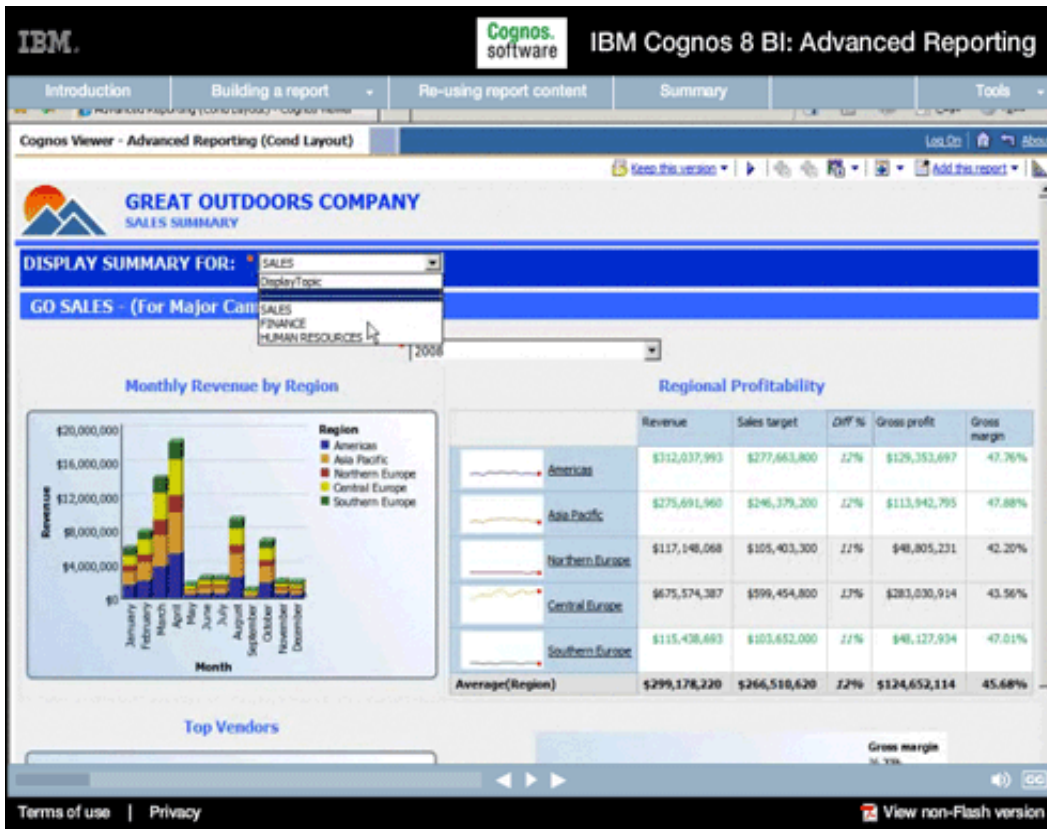 IBM.
Cognos. software
IBM Cognos 8 BI: Advanced Reporting
Introduction Building a report Re-using report content Summary Tools
Advanced Reporting (Cond Layout) - Cognos Viewer
Cognos Viewer - Advanced Reporting (Cond Layout) Log On Abou
Keep this version Add this report
GREAT OUTDOORS COMPANY
SALES SUMMARY
DISPLAY SUMMARY FOR: * SALES
DisplayTopic
GO SALES - (For Major Cam
SALES
FINANCE
HUMAN RESOURCES
* 2008
Monthly Revenue by Region
$20,000,000
$16,000,000
$12,000,000
$8,000,000
$4,000,000
$0
Revenue
January
February
March
April
May
June
July
August
September
October
November
December
Month
Region
Americas
Asia Pacific
Northern Europe
Central Europe
Southern Europe
Regional Profitability
Revenue Sales target Diff % Gross profit Gross margin
Americas $312,037,993 $277,663,800 12% $129,353,697 47.76%
Asia Pacific $275,691,960 $246,379,200 12% $113,942,795 47.88%
Northern Europe $117,148,068 $105,403,300 11% $48,805,231 42.20%
Central Europe $675,574,387 $599,454,800 13% $283,030,914 43.56%
Southern Europe $115,438,693 $103,652,000 11% $48,127,934 47.01%
Average(Region) $299,178,220 $266,510,620 12% $124,652,114 45.68%
Top Vendors
Gross margin
CC
Terms of use | Privacy
View non-Flash version